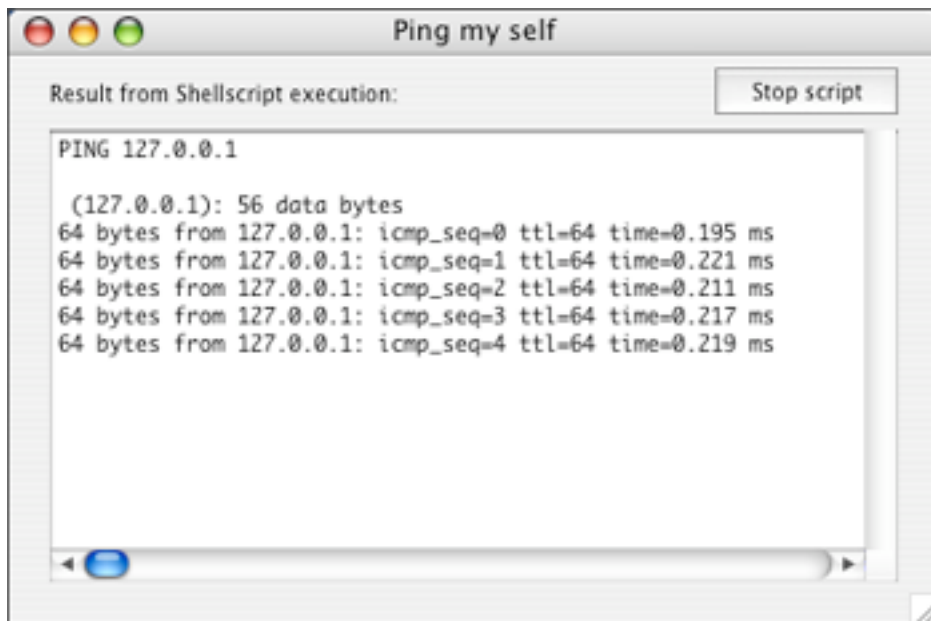 Ping my self
Result from Shellscript execution:
Stop script
PING 127.0.0.1
(127.0.0.1): 56 data bytes
64 bytes from 127.0.0.1: icmp_seq=0 ttl=64 time=0.195 ms
64 bytes from 127.0.0.1: icmp_seq=1 ttl=64 time=0.221 ms
64 bytes from 127.0.0.1: icmp_seq=2 ttl=64 time=0.211 ms
64 bytes from 127.0.0.1: icmp_seq=3 ttl=64 time=0.217 ms
64 bytes from 127.0.0.1: icmp_seq=4 ttl=64 time=0.219 ms